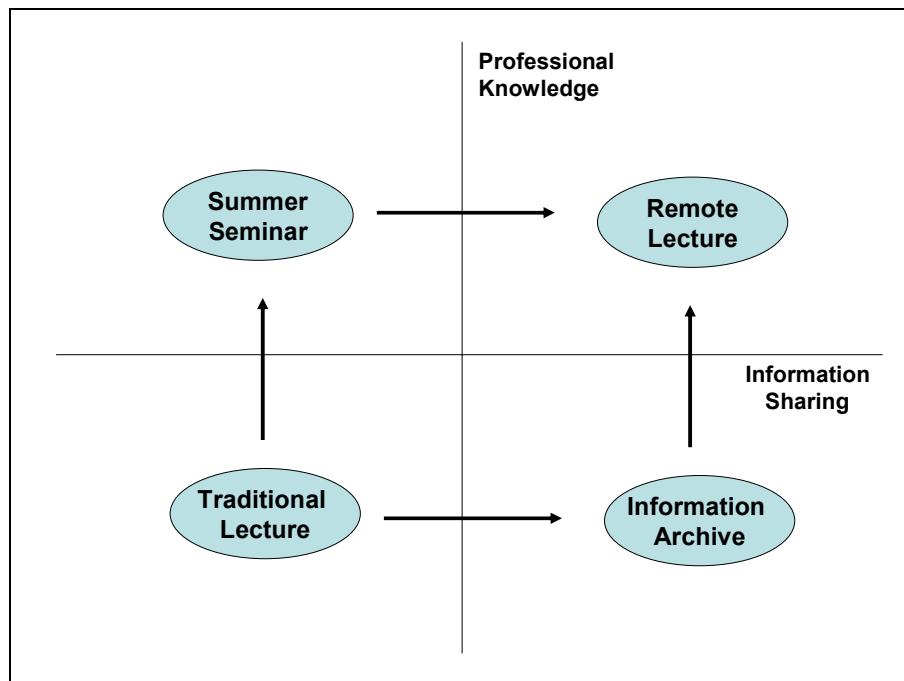 Professional
Knowledge
Summer
Seminar
Remote
Lecture
Information
Sharing
Traditional
Lecture
Information
Archive